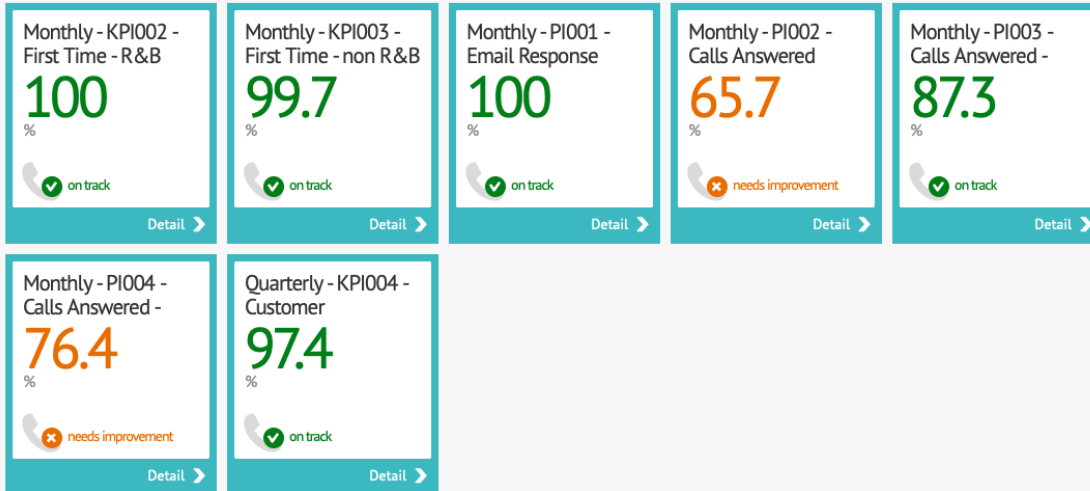 Monthly - KPI002 -
First Time - R&B
100
%
on track
Detail
Monthly - KPI003 -
First Time - non R&B
99.7
%
on track
Detail
Monthly - PI001 -
Email Response
100
%
on track
Detail
Monthly - PI002 -
Calls Answered
65.7
%
needs improvement
Detail
Monthly - PI003 -
Calls Answered -
87.3
%
on track
Detail
Monthly - PI004 -
Calls Answered -
76.4
%
needs improvement
Detail
Quarterly - KPI004 -
Customer
97.4
%
on track
Detail